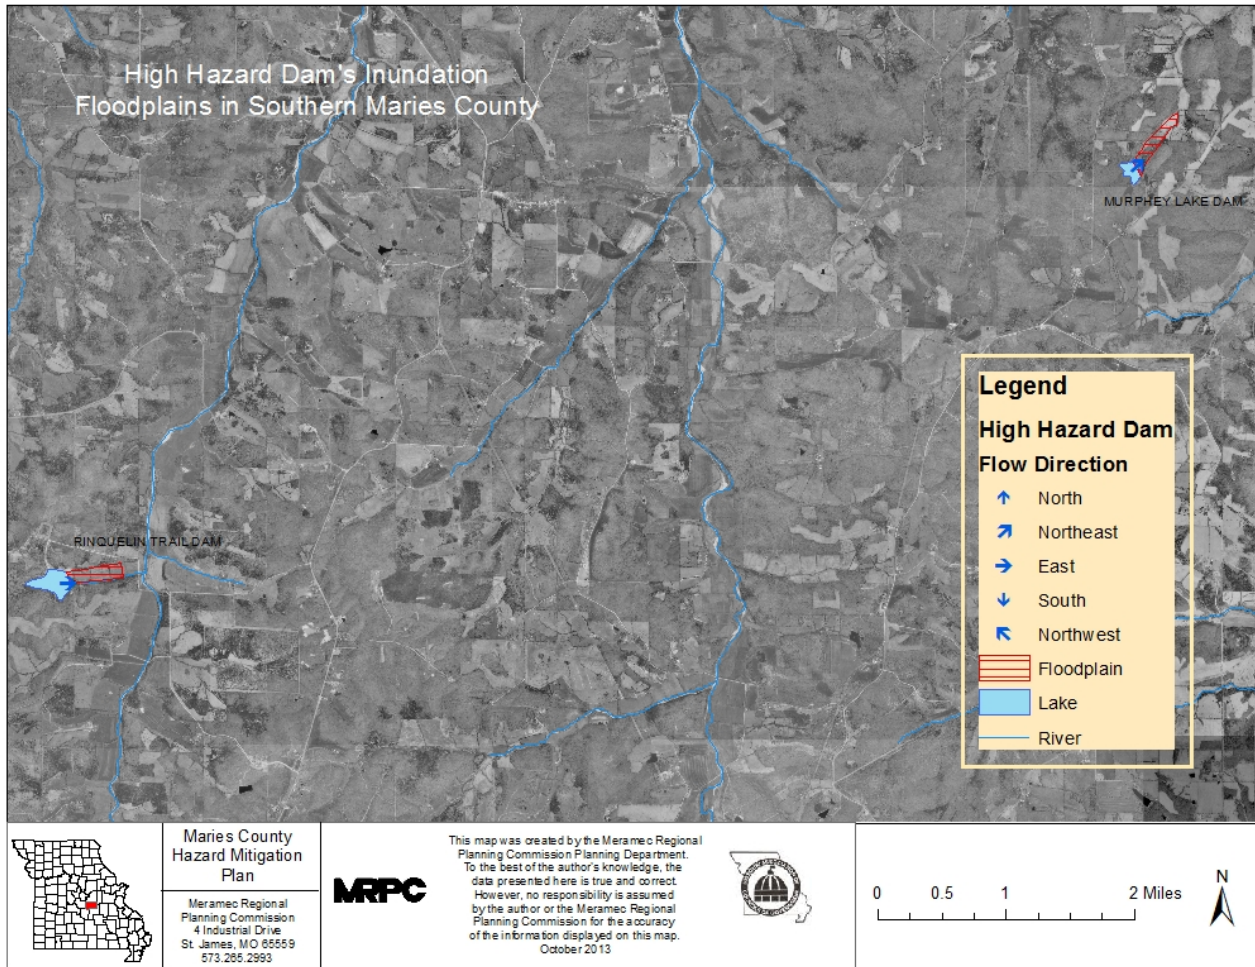 High Hazard Dam's Inundation
Floodplains in Southern Maries County
MURPHEY LAKE DAM
RINQUELIN TRAIL DAM
Legend
High Hazard Dam
Flow Direction
North
Northeast
East
South
Northwest
Floodplain
Lake
River
Maries County
Hazard Mitigation
Plan
Meramec Regional
Planning Commission
4 Industrial Drive
St. James, MO 65559
573.265.2993
MRPC
This map was created by the Meramec Regional
Planning Commission Planning Department.
To the best of the author's knowledge, the
data presented here is true and correct.
However, no responsibility is assumed
by the author or the Meramec Regional
Planning Commission for the accuracy
of the information displayed on this map.
October 2013
0 0.5 1 2 Miles
N